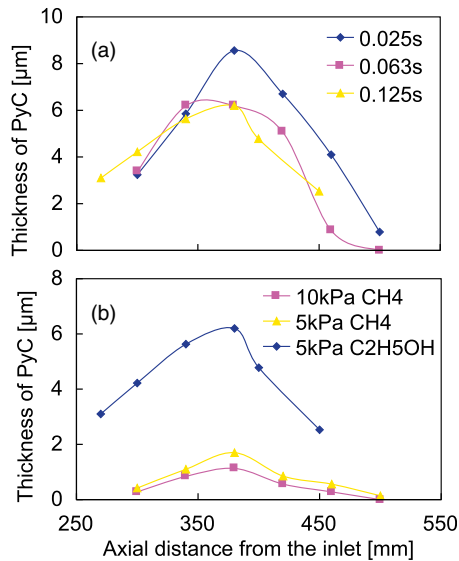 10
(a)
0.025s
8
0.063s
0.125s
6
4
2
0
Thickness of PyC [μm]
8
(b)
10kPa CH4
5kPa CH4
6
5kPa C2H5OH
4
2
0
Thickness of PyC [μm]
250
350
450
550
Axial distance from the inlet [mm]